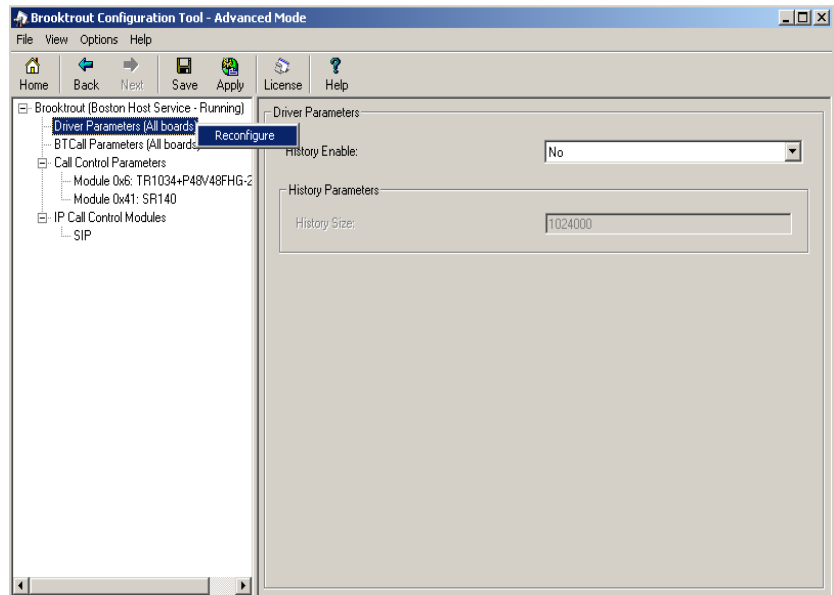 Brooktrout Configuration Tool - Advanced Mode
File View Options Help
Home Back Next Save Apply License Help
Brooktrout (Boston Host Service - Running)
Driver Parameters (All boards)
Reconfigure
BTCall Parameters (All boards)
Call Control Parameters
Module 0x6: TR1034+P48V48FHG-2
Module 0x41: SR140
IP Call Control Modules
SIP
Driver Parameters
History Enable: No
History Parameters
History Size: 1024000